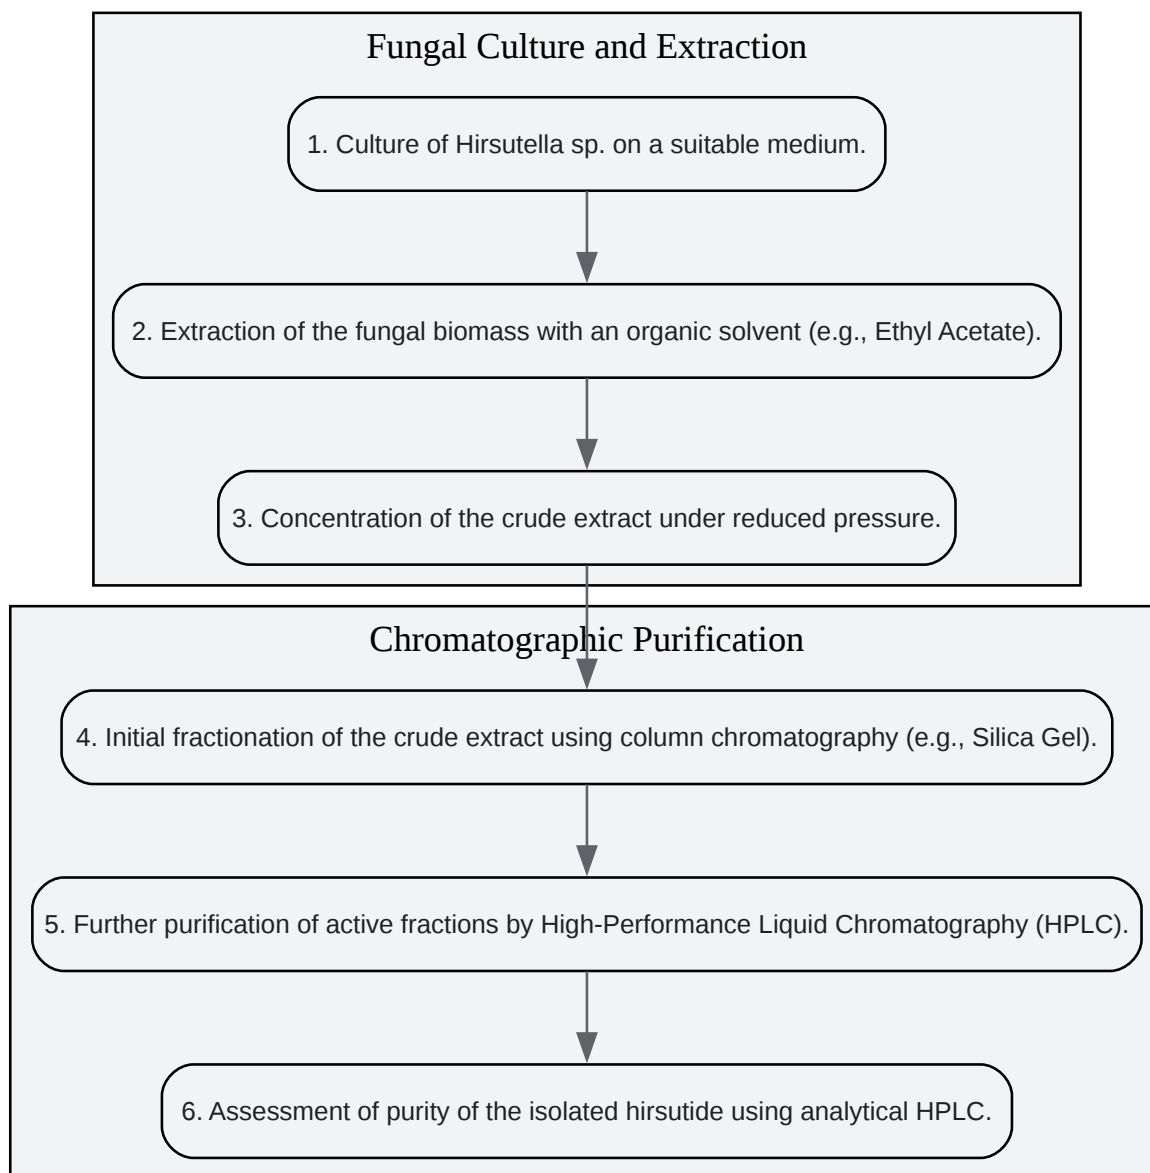 Fungal Culture and Extraction
1. Culture of Hirsutella sp. on a suitable medium.
2. Extraction of the fungal biomass with an organic solvent (e.g., Ethyl Acetate).
3. Concentration of the crude extract under reduced pressure.
Chromatographic Purification
4. Initial fractionation of the crude extract using column chromatography (e.g., Silica Gel).
5. Further purification of active fractions by High-Performance Liquid Chromatography (HPLC).
6. Assessment of purity of the isolated hirsutide using analytical HPLC.